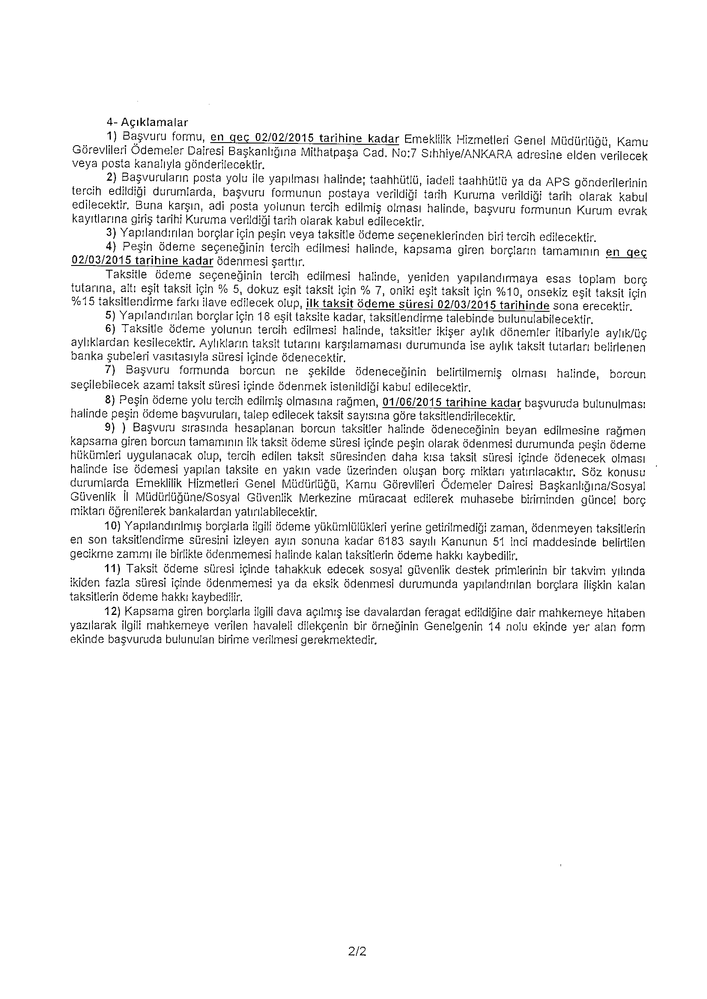 4- Açıklamalar
1) Başvuru formu, en geç 02/02/2015 tarihine kadar Emeklilik Hizmetleri Genel Müdürlüğü, Kamu
Görevlileri Ödemeler Dairesi Başkanlığına Mithatpaşa Cad. No:7 Sıhhiye/ANKARA adresine elden verilecek
veya posta kanalıyla gönderilecektir.
2) Başvuruların posta yolu ile yapılması halinde; taahhütlü, iadeli taahhütlü ya da APS gönderilerinin
tercih edildiği durumlarda, başvuru formunun postaya verildiği tarih Kuruma verildiği tarih olarak kabul
edilecektir. Buna karşın, adi posta yolunun tercih edilmiş olması halinde, başvuru formunun Kurum evrak
kayıtlarına giriş tarihi Kuruma verildiği tarih olarak kabul edilecektir.
3) Yapılandırılan borçlar için peşin veya taksitle ödeme seçeneklerinden biri tercih edilecektir.
4) Peşin ödeme seçeneğinin tercih edilmesi halinde, kapsama giren borçların tamamının en geç
02/03/2015 tarihine kadar ödenmesi şarttır.
Taksitle ödeme seçeneğinin tercih edilmesi halinde, yeniden yapılandırmaya esas toplam borç
tutarına, altı eşit taksit için % 5, dokuz eşit taksit için % 7, oniki eşit taksit için %10, onsekiz eşit taksit için
%15 taksitlendirme farkı ilave edilecek olup, ilk taksit ödeme süresi 02/03/2015 tarihinde sona erecektir.
5) Yapılandırılan borçlar için 18 eşit taksite kadar, taksitlendirme talebinde bulunulabilecektir.
6) Taksitle ödeme yolunun tercih edilmesi halinde, taksitler ikişer aylık dönemler itibariyle aylık/üç
aylıklardan kesilecektir. Aylıkların taksit tutarını karşılamaması durumunda ise aylık taksit tutarları belirlenen
banka şubeleri vasıtasıyla süresi içinde ödenecektir.
7) Başvuru formunda borcun ne şekilde ödeneceğinin belirtilmemiş olması halinde, borcun
seçilebilecek azami taksit süresi içinde ödenmek istenildiği kabul edilecektir.
8) Peşin ödeme yolu tercih edilmiş olmasına rağmen, 01/06/2015 tarihine kadar başvuruda bulunulması
halinde peşin ödeme başvuruları, talep edilecek taksit sayısına göre taksitlendirilecektir.
9) ) Başvuru sırasında hesaplanan borcun taksitler halinde ödeneceğinin beyan edilmesine rağmen
kapsama giren borcun tamamının ilk taksit ödeme süresi içinde peşin olarak ödenmesi durumunda peşin ödeme
hükümleri uygulanacak olup, tercih edilen taksit süresinden daha kısa taksit süresi içinde ödenecek olması
halinde ise ödemesi yapılan taksite en yakın vade üzerinden oluşan borç miktarı yatırılacaktır. Söz konusu
durumlarda Emeklilik Hizmetleri Genel Müdürlüğü, Kamu Görevlileri Ödemeler Dairesi Başkanlığına/Sosyal
Güvenlik İl Müdürlüğüne/Sosyal Güvenlik Merkezine müracaat edilerek muhasebe biriminden güncel borç
miktarı öğrenilerek bankalardan yatırılabilecektir.
10) Yapılandırılmış borçlarla ilgili ödeme yükümlülükleri yerine getirilmediği zaman, ödenmeyen taksitlerin
en son taksitlendirme süresini izleyen ayın sonuna kadar 6183 sayılı Kanunun 51 inci maddesinde belirtilen
gecikme zammı ile birlikte ödenmemesi halinde kalan taksitlerin ödeme hakkı kaybedilir.
11) Taksit ödeme süresi içinde tahakkuk edecek sosyal güvenlik destek primlerinin bir takvim yılında
ikiden fazla süresi içinde ödenmemesi ya da eksik ödenmesi durumunda yapılandırılan borçlara ilişkin kalan
taksitlerin ödeme hakkı kaybedilir.
12) Kapsama giren borçlarla ilgili dava açılmış ise davalardan feragat edildiğine dair mahkemeye hitaben
yazılarak ilgili mahkemeye verilen havaleli dilekçenin bir örneğinin Genelgenin 14 nolu ekinde yer alan form
ekinde başvuruda bulunulan birime verilmesi gerekmektedir.
2/2